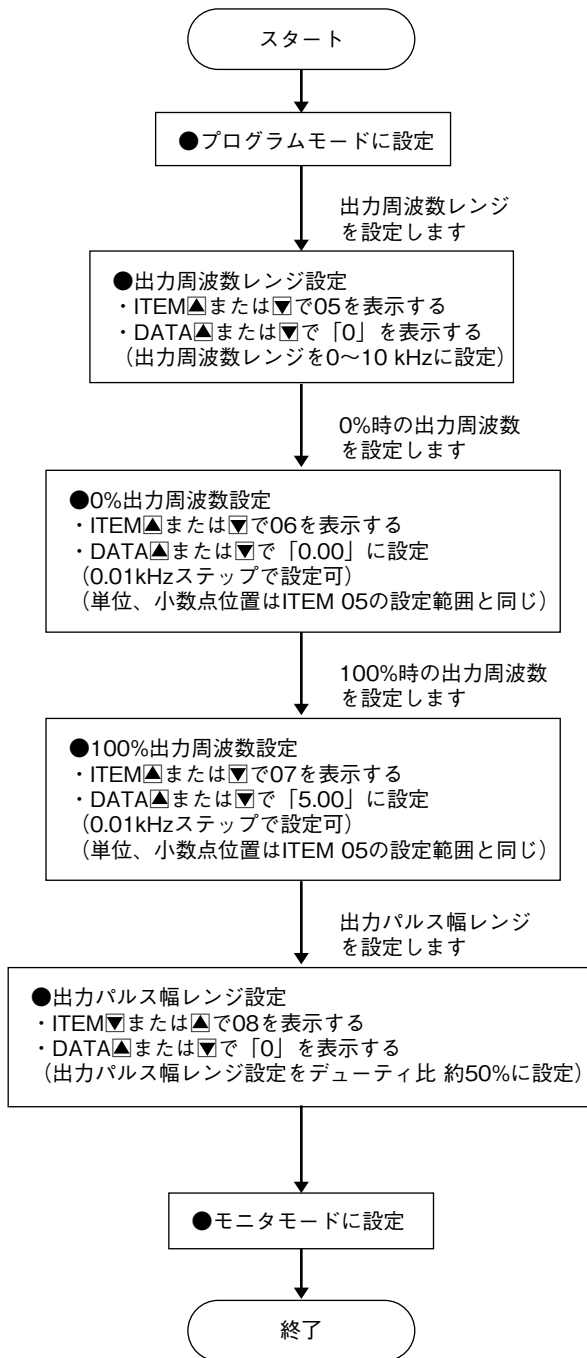 スタート
●プログラムモードに設定
出力周波数レンジ
を設定します
●出力周波数レンジ設定
・ITEM▲または▼で05を表示する
・DATA▲または▼で「0」を表示する
（出力周波数レンジを0～10 kHzに設定）
0%時の出力周波数
を設定します
●0%出力周波数設定
・ITEM▲または▼で06を表示する
・DATA▲または▼で「0.00」に設定
（0.01kHzステップで設定可）
（単位、小数点位置はITEM 05の設定範囲と同じ）
100%時の出力周波数
を設定します
●100%出力周波数設定
・ITEM▲または▼で07を表示する
・DATA▲または▼で「5.00」に設定
（0.01kHzステップで設定可）
（単位、小数点位置はITEM 05の設定範囲と同じ）
出力パルス幅レンジ
を設定します
●出力パルス幅レンジ設定
・ITEM▼または▲で08を表示する
・DATA▲または▼で「0」を表示する
（出力パルス幅レンジ設定をデューティ比 約50%に設定）
●モニタモードに設定
終了